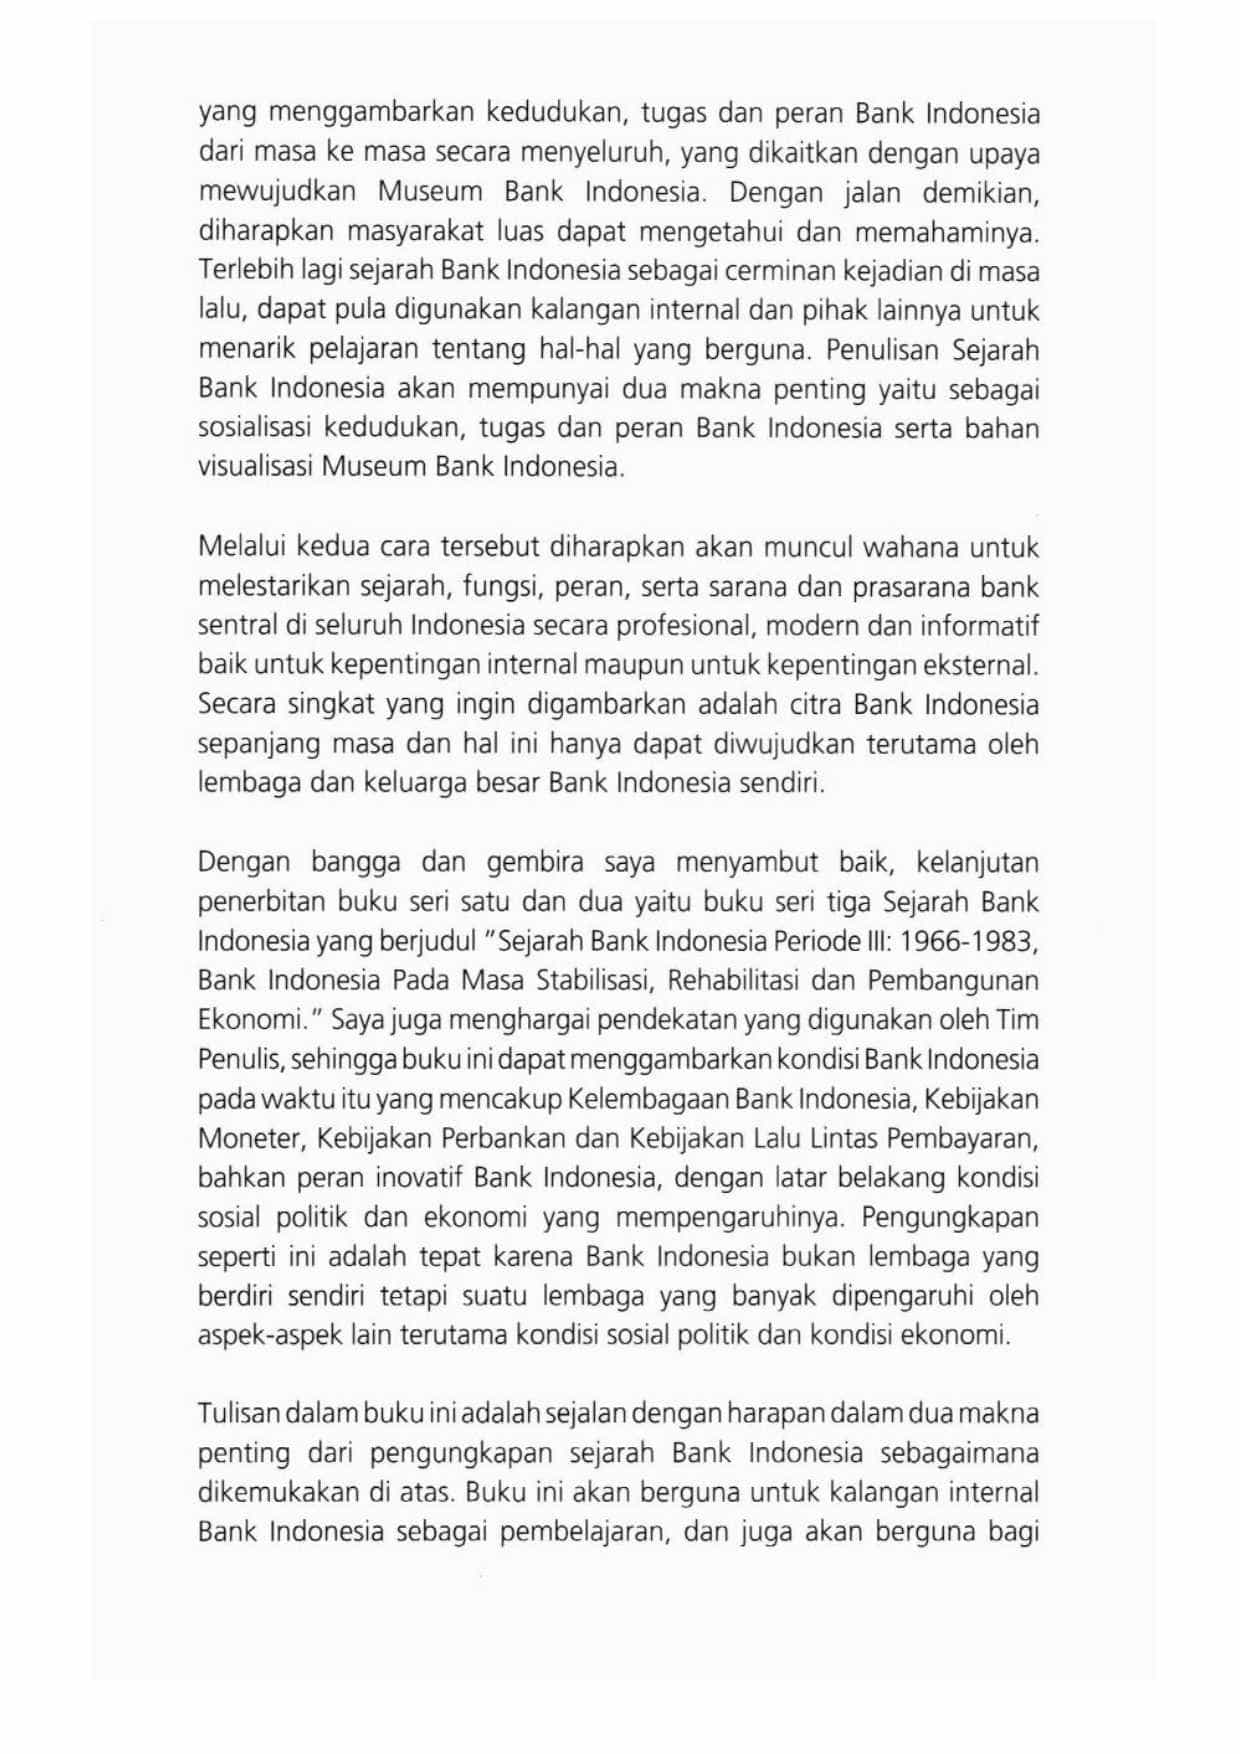 yang menggambarkan kedudukan, tugas dan peran Bank Indonesia
dari masa ke masa secara menyeluruh, yang dikaitkan dengan upaya
mewujudkan Museum Bank Indonesia. Dengan jalan demikian,
diharapkan masyarakat luas dapat mengetahui dan memahaminya.
Terlebih lagi sejarah Bank Indonesia sebagai cerminan kejadian di masa
lalu, dapat pula digunakan kalangan internal dan pihak lainnya untuk
menarik pelajaran tentang hal-hal yang berguna. Penulisan Sejarah
Bank Indonesia akan mempunyai dua makna penting yaitu sebagai
sosialisasi kedudukan, tugas dan peran Bank Indonesia serta bahan
visualisasi Museum Bank Indonesia.
Melalui kedua cara tersebut diharapkan akan muncul wahana untuk
melestarikan sejarah, fungsi, peran, serta sarana dan prasarana bank
sentral di seluruh Indonesia secara profesional, modern dan informatif
baik untuk kepentingan internal maupun untuk kepentingan eksternal.
Secara singkat yang ingin digambarkan adalah citra Bank Indonesia
sepanjang masa dan hal ini hanya dapat diwujudkan terutama oleh
lembaga dan keluarga besar Bank Indonesia sendiri.
Dengan bangga dan gembira saya menyambut baik, kelanjutan
penerbitan buku seri satu dan dua yaitu buku seri tiga Sejarah Bank
Indonesia yang berjudul "Sejarah Bank Indonesia Periode III: 1966-1983,
Bank Indonesia Pada Masa Stabilisasi, Rehabilitasi dan Pembangunan
Ekonomi." Saya juga menghargai pendekatan yang digunakan oleh Tim
Penulis, sehingga buku ini dapat menggambarkan kondisi Bank Indonesia
pada waktu itu yang mencakup Kelembagaan Bank Indonesia, Kebijakan
Moneter, Kebijakan Perbankan dan Kebijakan Lalu Lintas Pembayaran,
bahkan peran inovatif Bank Indonesia, dengan latar belakang kondisi
sosial politik dan ekonomi yang mempengaruhinya. Pengungkapan
seperti ini adalah tepat karena Bank Indonesia bukan lembaga yang
berdiri sendiri tetapi suatu lembaga yang banyak dipengaruhi oleh
aspek-aspek lain terutama kondisi sosial politik dan kondisi ekonomi.
Tulisan dalam buku ini adalah sejalan dengan harapan dalam dua makna
penting dari pengungkapan sejarah Bank Indonesia sebagaimana
dikemukakan di atas. Buku ini akan berguna untuk kalangan internal
Bank Indonesia sebagai pembelajaran, dan juga akan berguna bagi